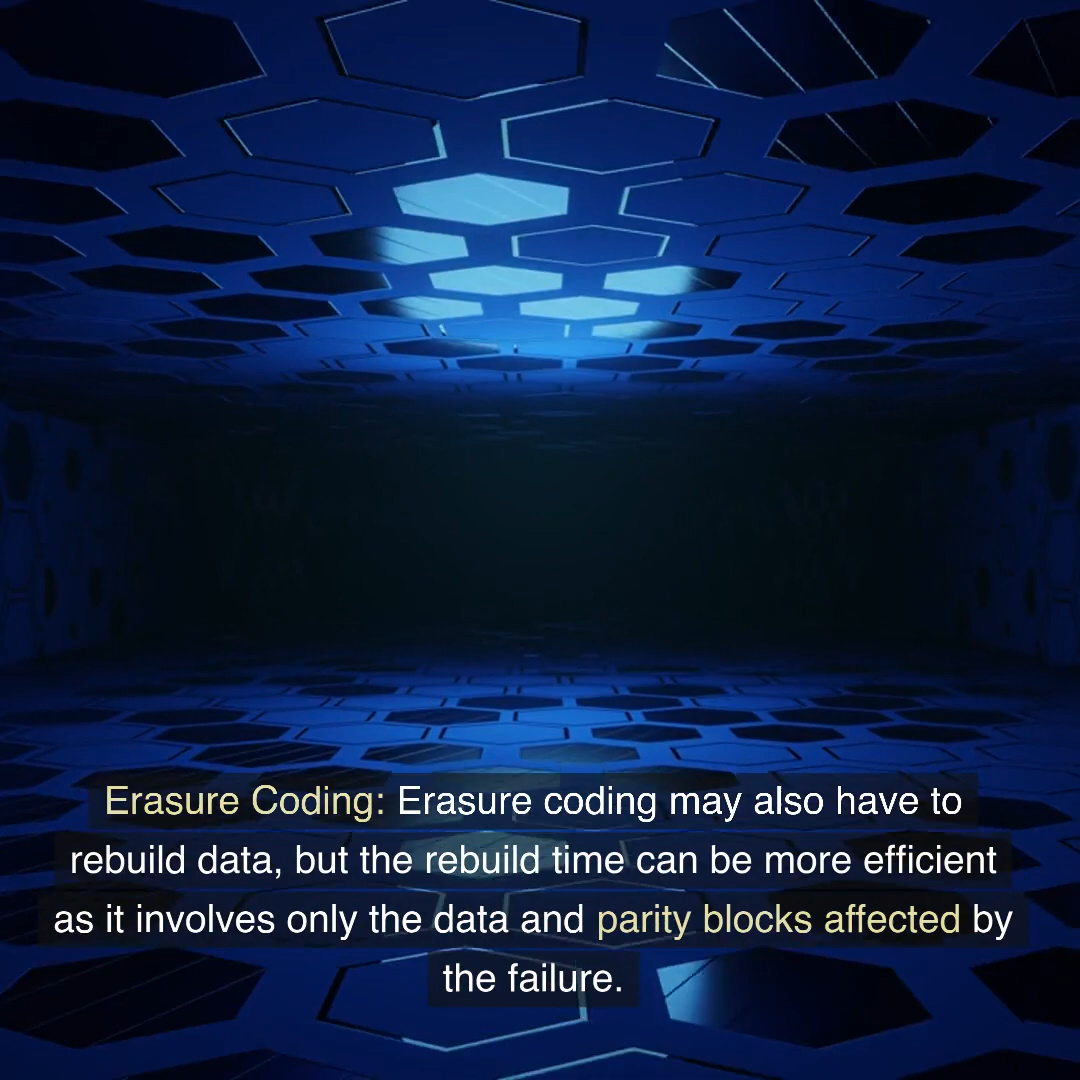 Erasure Coding: Erasure coding may also have to
rebuild data, but the rebuild time can be more efficient
as it involves only the data and parity blocks affected by
the failure.